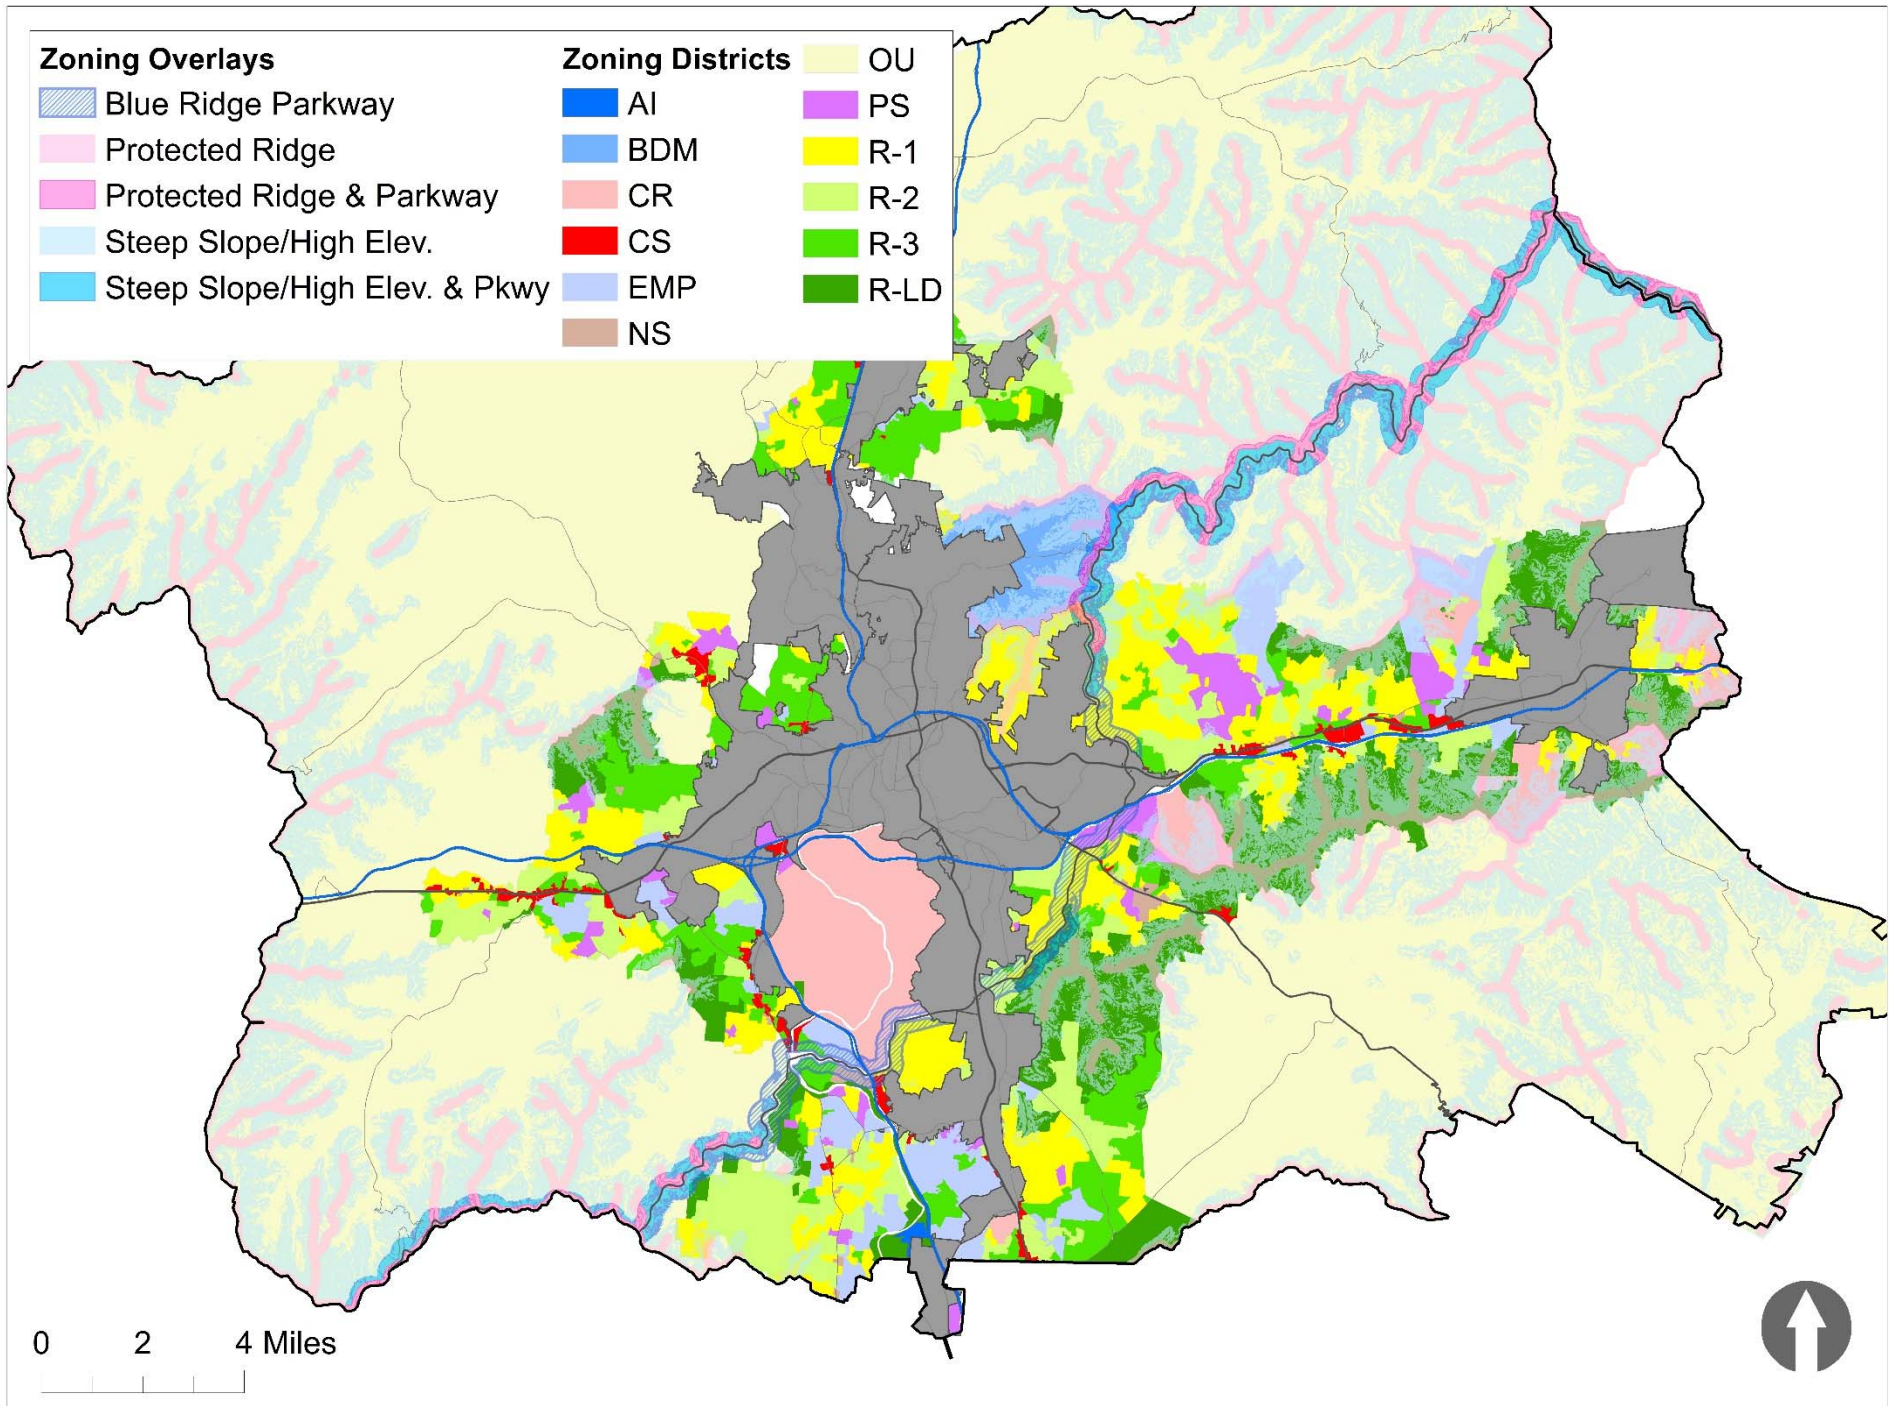 Zoning Overlays
Blue Ridge Parkway
Protected Ridge
Protected Ridge & Parkway
Steep Slope/High Elev.
Steep Slope/High Elev. & Pkwy
Zoning Districts
AI
BDM
CR
CS
EMP
NS
OU
PS
R-1
R-2
R-3
R-LD
0 2 4 Miles